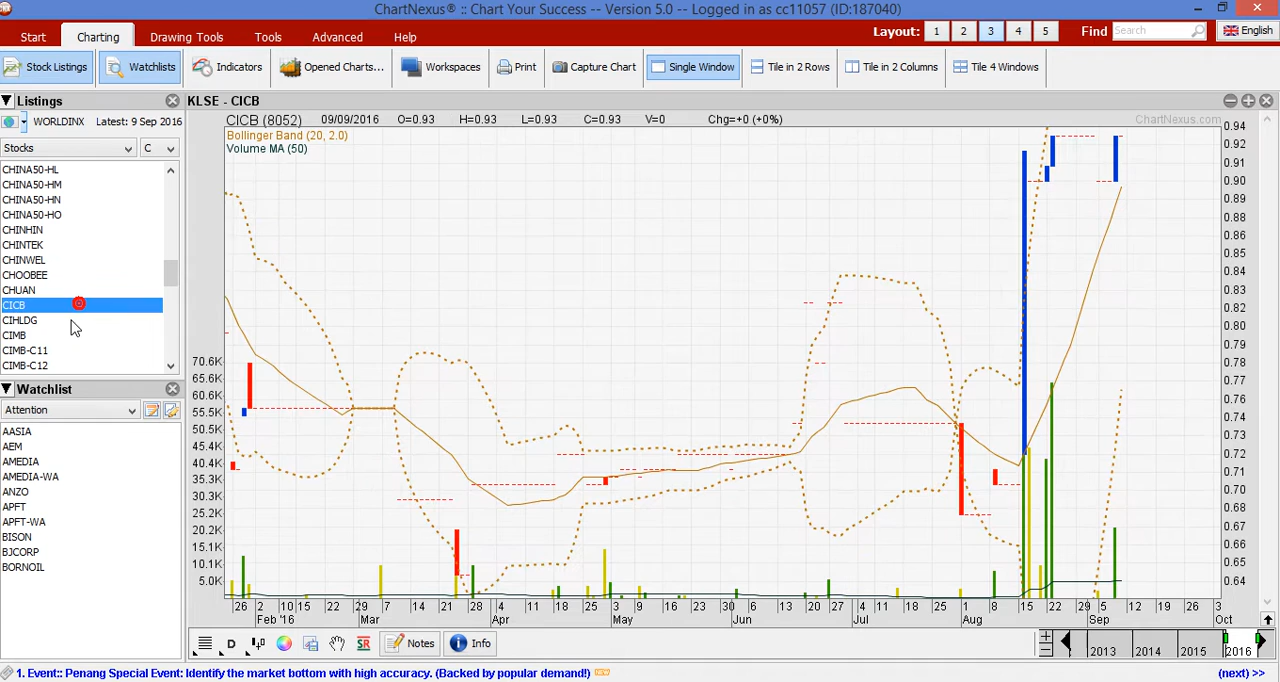 ChartNexus® :: Chart Your Success -- Version 5.0 -- Logged in as cc11057 (ID:187040)
Start Charting Drawing Tools Tools Advanced Help Layout: 1 2 3 4 5 Find Search English
Stock Listings Watchlists Indicators Opened Charts... Workspaces Print Capture Chart Single Window Tile in 2 Rows Tile in 2 Columns Tile 4 Windows
Listings
WORLDINX Latest: 9 Sep 2016
Stocks C
CHINA50-HL
CHINA50-HM
CHINA50-HN
CHINA50-HO
CHINHIN
CHINTEK
CHINWEL
CHOOBEE
CHUAN
CICB
CIHLDG
CIMB
CIMB-C11
CIMB-C12
Watchlist
Attention
AASIA
AEM
AMEDIA
AMEDIA-WA
ANZO
APFT
APFT-WA
BISON
BJCORP
BORNOIL
KLSE - CICB
CICB (8052) 09/09/2016 O=0.93 H=0.93 L=0.93 C=0.93 V=0 Chg=+0 (+0%) ChartNexus.com
Bollinger Band (20, 2.0)
Volume MA (50)
0.94
0.92
0.91
0.90
0.88
0.87
0.86
0.85
0.84
0.83
0.82
0.81
0.80
0.79
0.78
0.77
0.76
0.74
0.73
0.72
0.71
0.70
0.69
0.68
0.67
0.66
0.65
0.64
70.6K
65.6K
60.6K
55.5K
50.5K
45.4K
40.4K
35.3K
30.3K
25.2K
20.2K
15.1K
10.1K
5.0K
26 2 10 15 22 29 7 14 21 28 4 11 18 25 3 9 16 23 30 6 13 20 27 4 11 18 25 1 8 15 22 29 5 12 19 26 3
Feb '16 Mar Apr May Jun Jul Aug Sep Oct
D SR Notes Info 2013 2014 2015 2016
1. Event:: Penang Special Event: Identify the market bottom with high accuracy. (Backed by popular demand!) NEW (next) >>